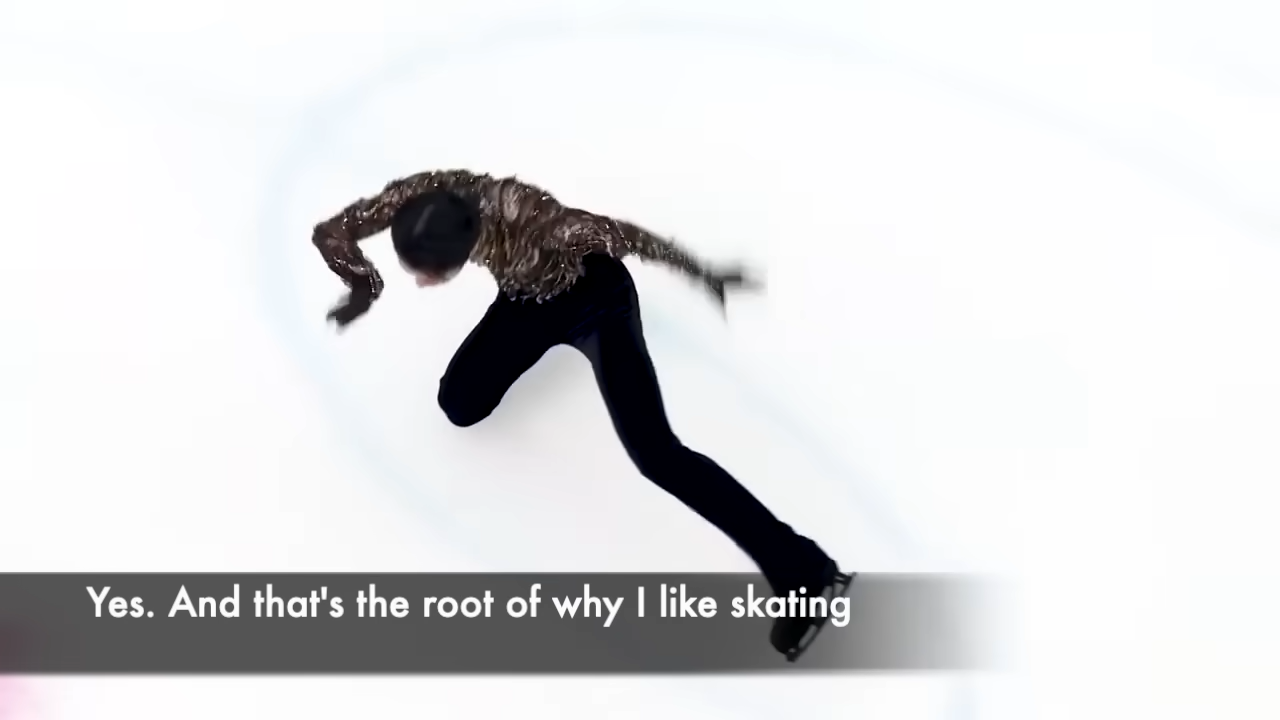 Yes. And that's the root of why I like skating